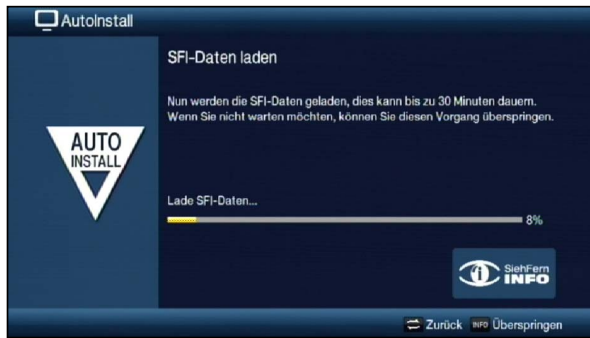 AutoInstall
SFI-Daten laden
Nun werden die SFI-Daten geladen, dies kann bis zu 30 Minuten dauern.
Wenn Sie nicht warten möchten, können Sie diesen Vorgang überspringen.
AUTO
INSTALL
Lade SFI-Daten...
8%
SiehFern
INFO
Zurück INFO Überspringen